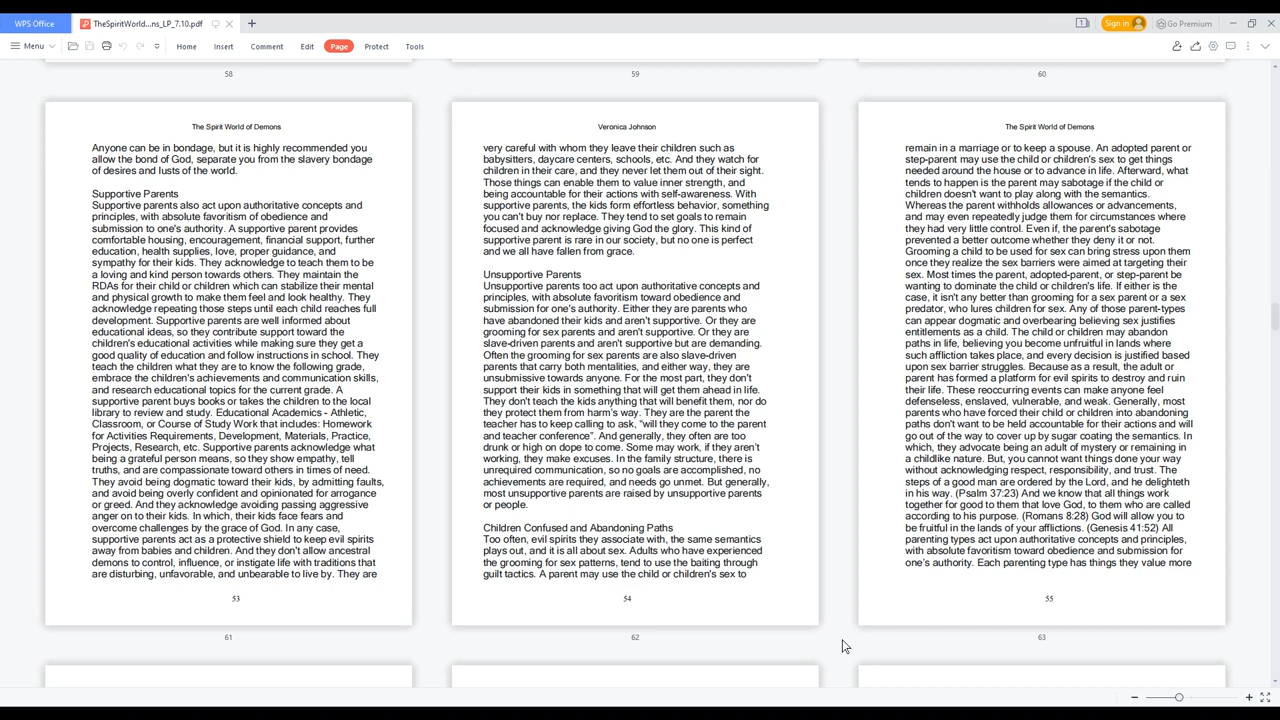 WPS Office
TheSpiritWorld...ns_LP_7.10.pdf
Sign in
Go Premium
Menu
Home
Insert
Comment
Edit
Page
Protect
Tools
58
59
60
The Spirit World of Demons
Anyone can be in bondage, but it is highly recommended you
allow the bond of God, separate you from the slavery bondage
of desires and lusts of the world.
Supportive Parents
Supportive parents also act upon authoritative concepts and
principles, with absolute favoritism of obedience and
submission to one's authority. A supportive parent provides
comfortable housing, encouragement, financial support, further
education, health supplies, love, proper guidance, and
sympathy for their kids. They acknowledge to teach them to be
a loving and kind person towards others. They maintain the
RDAs for their child or children which can stabilize their mental
and physical growth to make them feel and look healthy. They
acknowledge repeating those steps until each child reaches full
development. Supportive parents are well informed about
educational ideas, so they contribute support toward the
children's educational activities while making sure they get a
good quality of education and follow instructions in school. They
teach the children what they are to know the following grade,
embrace the children's achievements and communication skills,
and research educational topics for the current grade. A
supportive parent buys books or takes the children to the local
library to review and study. Educational Academics - Athletic,
Classroom, or Course of Study Work that includes: Homework
for Activities Requirements, Development, Materials, Practice,
Projects, Research, etc. Supportive parents acknowledge what
being a grateful person means, so they show empathy, tell
truths, and are compassionate toward others in times of need.
They avoid being dogmatic toward their kids, by admitting faults,
and avoid being overly confident and opinionated for arrogance
or greed. And they acknowledge avoiding passing aggressive
anger on to their kids. In which, their kids face fears and
overcome challenges by the grace of God. In any case,
supportive parents act as a protective shield to keep evil spirits
away from babies and children. And they don't allow ancestral
demons to control, influence, or instigate life with traditions that
are disturbing, unfavorable, and unbearable to live by. They are
53
61
Veronica Johnson
very careful with whom they leave their children such as
babysitters, daycare centers, schools, etc. And they watch for
children in their care, and they never let them out of their sight.
Those things can enable them to value inner strength, and
being accountable for their actions with self-awareness. With
supportive parents, the kids form effortless behavior, something
you can't buy nor replace. They tend to set goals to remain
focused and acknowledge giving God the glory. This kind of
supportive parent is rare in our society, but no one is perfect
and we all have fallen from grace.
Unsupportive Parents
Unsupportive parents too act upon authoritative concepts and
principles, with absolute favoritism toward obedience and
submission for one's authority. Either they are parents who
have abandoned their kids and aren't supportive. Or they are
grooming for sex parents and aren't supportive. Or they are
slave-driven parents and aren't supportive but are demanding.
Often the grooming for sex parents are also slave-driven
parents that carry both mentalities, and either way, they are
unsubmissive towards anyone. For the most part, they don't
support their kids in something that will get them ahead in life.
They don't teach the kids anything that will benefit them, nor do
they protect them from harm's way. They are the parent the
teacher has to keep calling to ask, "will they come to the parent
and teacher conference". And generally, they often are too
drunk or high on dope to come. Some may work, if they aren't
working, they make excuses. In the family structure, there is
unrequired communication, so no goals are accomplished, no
achievements are required, and needs go unmet. But generally,
most unsupportive parents are raised by unsupportive parents
or people.
Children Confused and Abandoning Paths
Too often, evil spirits they associate with, the same semantics
plays out, and it is all about sex. Adults who have experienced
the grooming for sex patterns, tend to use the baiting through
guilt tactics. A parent may use the child or children's sex to
54
62
The Spirit World of Demons
remain in a marriage or to keep a spouse. An adopted parent or
step-parent may use the child or children's sex to get things
needed around the house or to advance in life. Afterward, what
tends to happen is the parent may sabotage if the child or
children doesn't want to play along with the semantics.
Whereas the parent withholds allowances or advancements,
and may even repeatedly judge them for circumstances where
they had very little control. Even if, the parent's sabotage
prevented a better outcome whether they deny it or not.
Grooming a child to be used for sex can bring stress upon them
once they realize the sex barriers were aimed at targeting their
sex. Most times the parent, adopted-parent, or step-parent be
wanting to dominate the child or children's life. If either is the
case, it isn't any better than grooming for a sex parent or a sex
predator, who lures children for sex. Any of those parent-types
can appear dogmatic and overbearing believing sex justifies
entitlements as a child. The child or children may abandon
paths in life, believing you become unfruitful in lands where
such affliction takes place, and every decision is justified based
upon sex barrier struggles. Because as a result, the adult or
parent has formed a platform for evil spirits to destroy and ruin
their life. These reoccurring events can make anyone feel
defenseless, enslaved, vulnerable, and weak. Generally, most
parents who have forced their child or children into abandoning
paths don't want to be held accountable for their actions and will
go out of the way to cover up by sugar coating the semantics. In
which, they advocate being an adult of mystery or remaining in
a childlike nature. But, you cannot want things done your way
without acknowledging respect, responsibility, and trust. The
steps of a good man are ordered by the Lord, and he delighteth
in his way. (Psalm 37:23) And we know that all things work
together for good to them that love God, to them who are called
according to his purpose. (Romans 8:28) God will allow you to
be fruitful in the lands of your afflictions. (Genesis 41:52) All
parenting types act upon authoritative concepts and principles,
with absolute favoritism toward obedience and submission for
one's authority. Each parenting type has things they value more
55
63